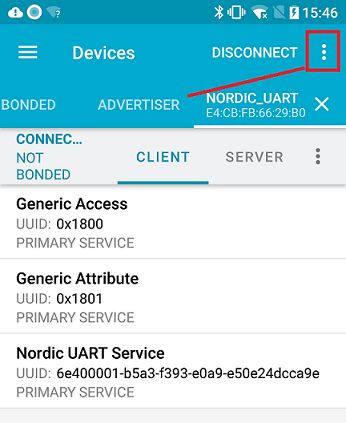 15:46
Devices
DISCONNECT
BONDED
ADVERTISER
NORDIC_UART
E4:CB:FB:66:29:B0
CONNEC...
NOT
BONDED
CLIENT
SERVER
Generic Access
UUID: 0x1800
PRIMARY SERVICE
Generic Attribute
UUID: 0x1801
PRIMARY SERVICE
Nordic UART Service
UUID: 6e400001-b5a3-f393-e0a9-e50e24dcca9e
PRIMARY SERVICE